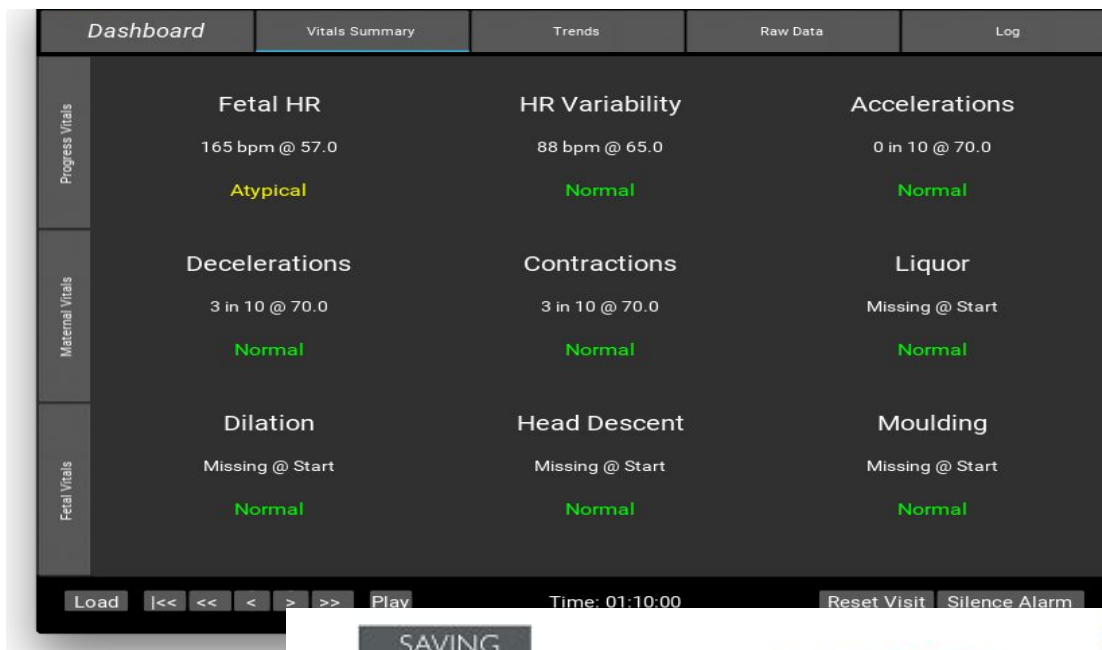 Dashboard Vitals Summary Trends Raw Data Log
Progress Vitals
Maternal Vitals
Fetal Vitals
Fetal HR HR Variability Accelerations
165 bpm @ 57.0 88 bpm @ 65.0 0 in 10 @ 70.0
Atypical Normal Normal
Decelerations Contractions Liquor
3 in 10 @ 70.0 3 in 10 @ 70.0 Missing @ Start
Normal Normal Normal
Dilation Head Descent Moulding
Missing @ Start Missing @ Start Missing @ Start
Normal Normal Normal
Load |<< << < > >> Play Time: 01:10:00 Reset Visit Silence Alarm
SAVING